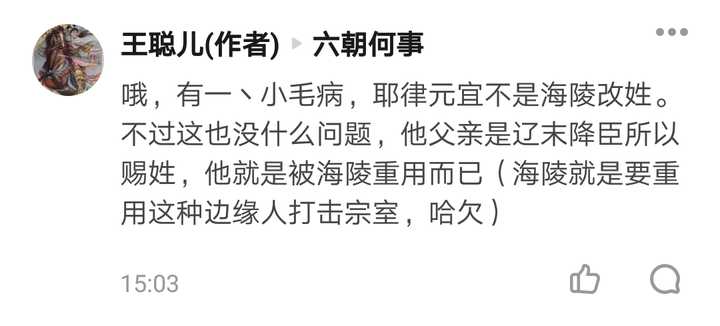 王聪儿(作者) ▸ 六朝何事
哦，有一丶小毛病，耶律元宜不是海陵改姓。
不过这也没什么问题，他父亲是辽末降臣所以
赐姓，他就是被海陵重用而已（海陵就是要重
用这种边缘人打击宗室，哈欠）
15:03